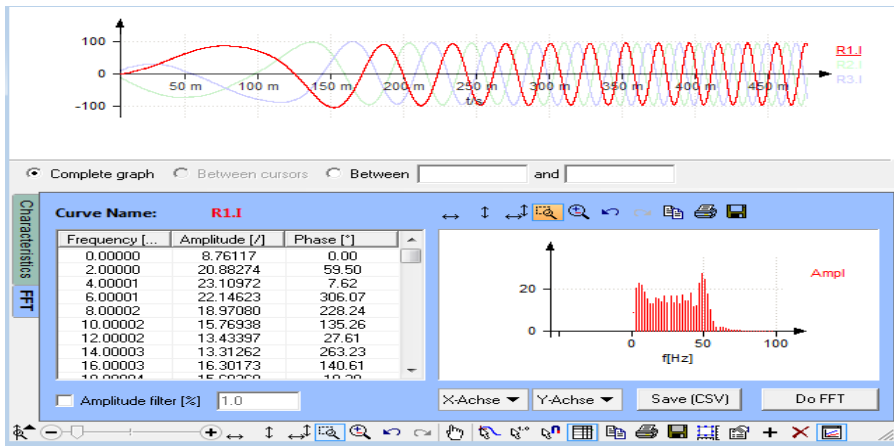 100
0
-100
50 m 100 m 150 m 200 m 250 m 300 m 350 m 400 m 450 m
t/s
R1.I
R2.I
R3.I
Complete graph Between cursors Between and
Characteristics
FFT
Curve Name: R1.I
Frequency [... Amplitude [/] Phase [°]
0.00000 8.76117 0.00
2.00000 20.88274 59.50
4.00001 23.10972 7.62
6.00001 22.14623 306.07
8.00002 18.97080 228.24
10.00002 15.76938 135.26
12.00002 13.43397 27.61
14.00003 13.31262 263.23
16.00003 16.30173 140.61
Amplitude filter [%] 1.0
20
0
0 50 100
f[Hz]
Ampl
X-Achse Y-Achse Save (CSV) Do FFT